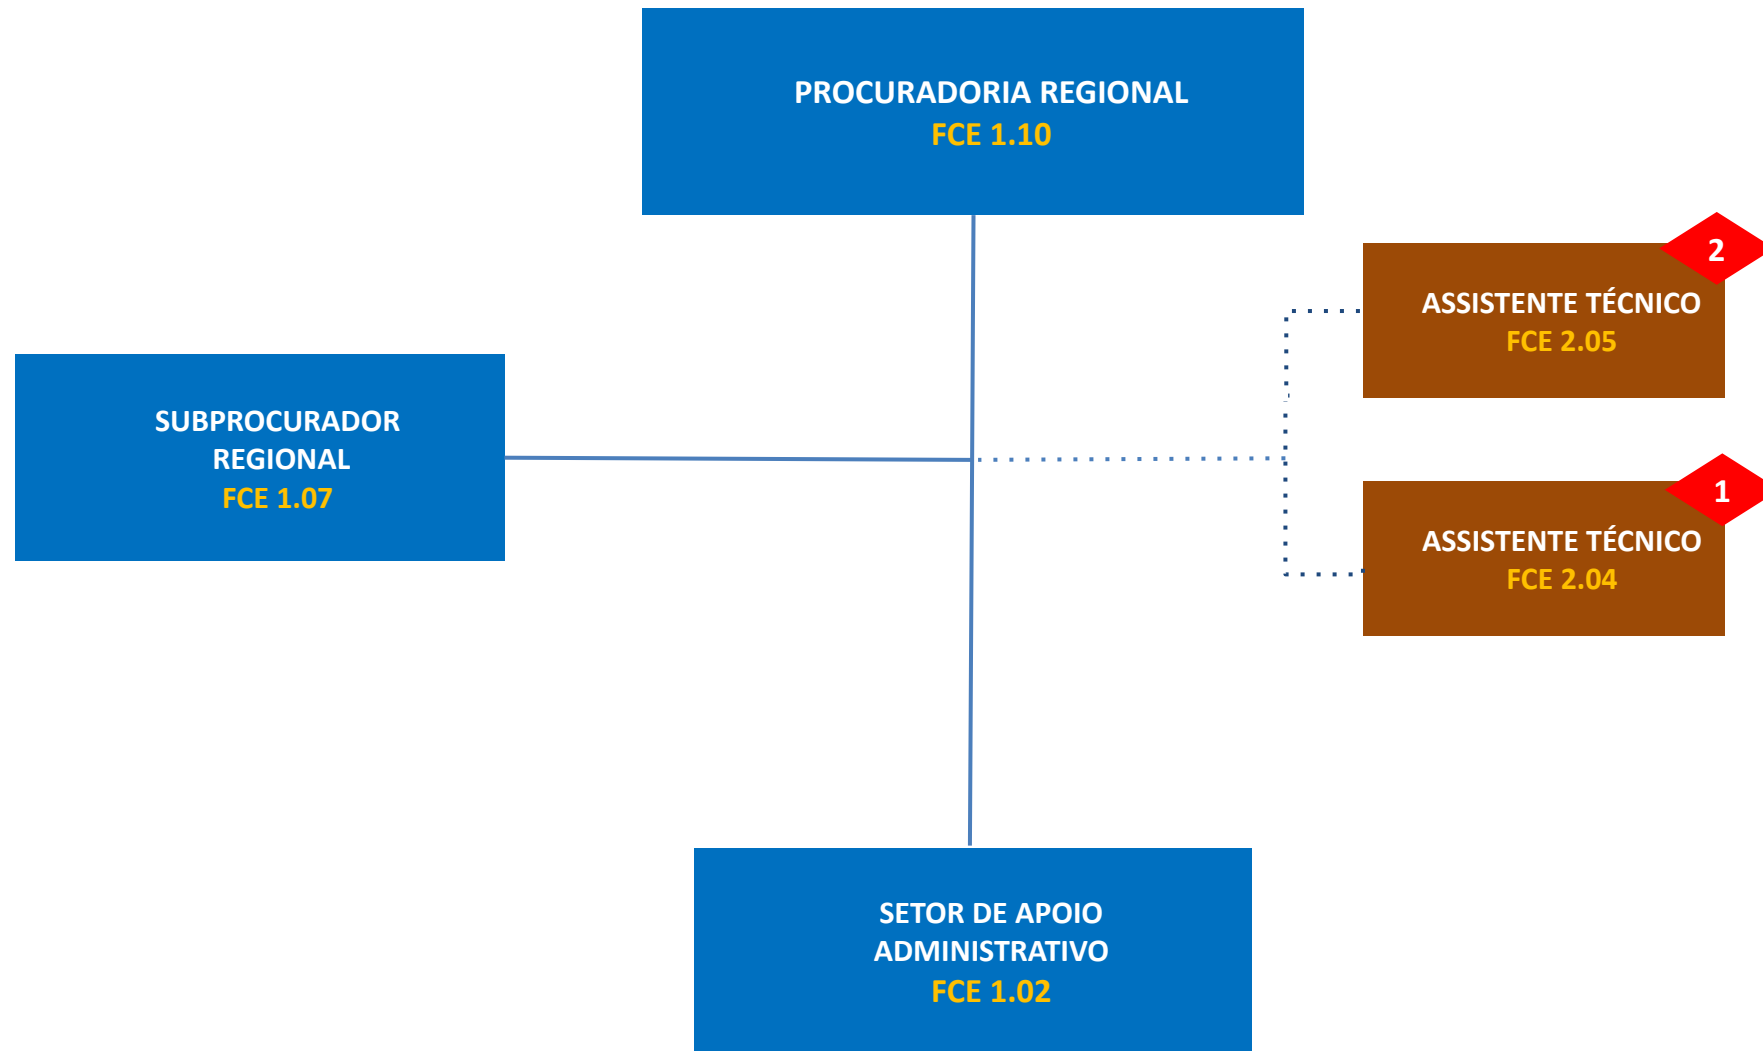 PROCURADORIA REGIONAL
FCE 1.10
2
ASSISTENTE TÉCNICO
FCE 2.05
SUBPROCURADOR
REGIONAL
FCE 1.07
1
ASSISTENTE TÉCNICO
FCE 2.04
SETOR DE APOIO
ADMINISTRATIVO
FCE 1.02